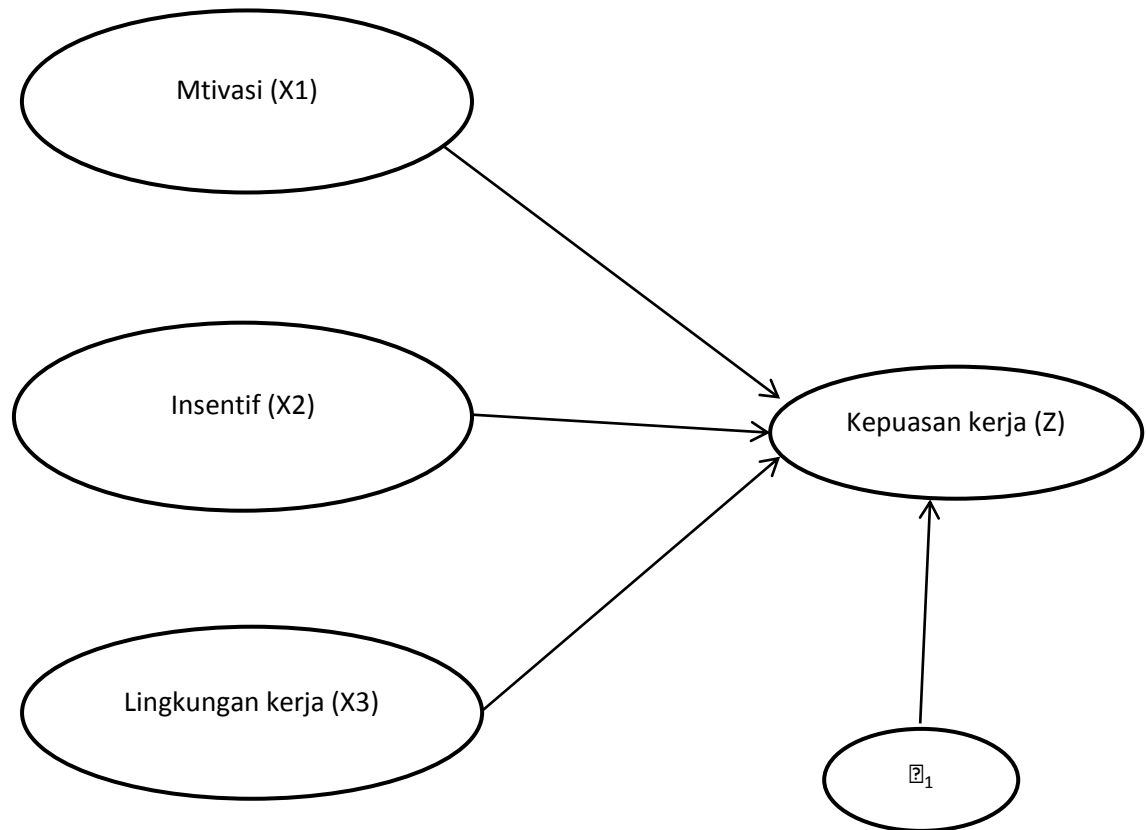 Mtivasi (X1)
Insentif (X2)
Kepuasan kerja (Z)
Lingkungan kerja (X3)
⍰₁